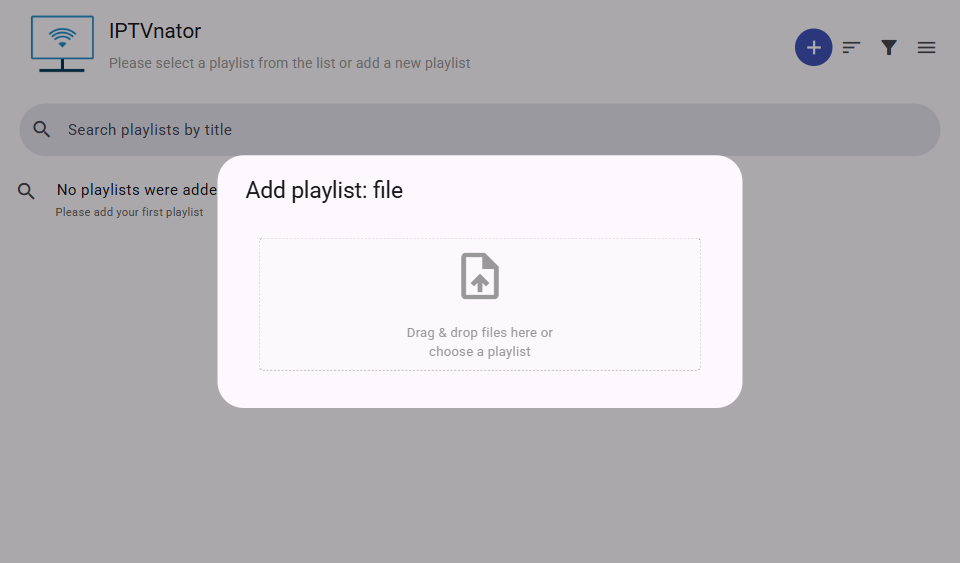 IPTVnator
Please select a playlist from the list or add a new playlist
Search playlists by title
No playlists were adde
Please add your first playlist
Add playlist: file
Drag & drop files here or
choose a playlist